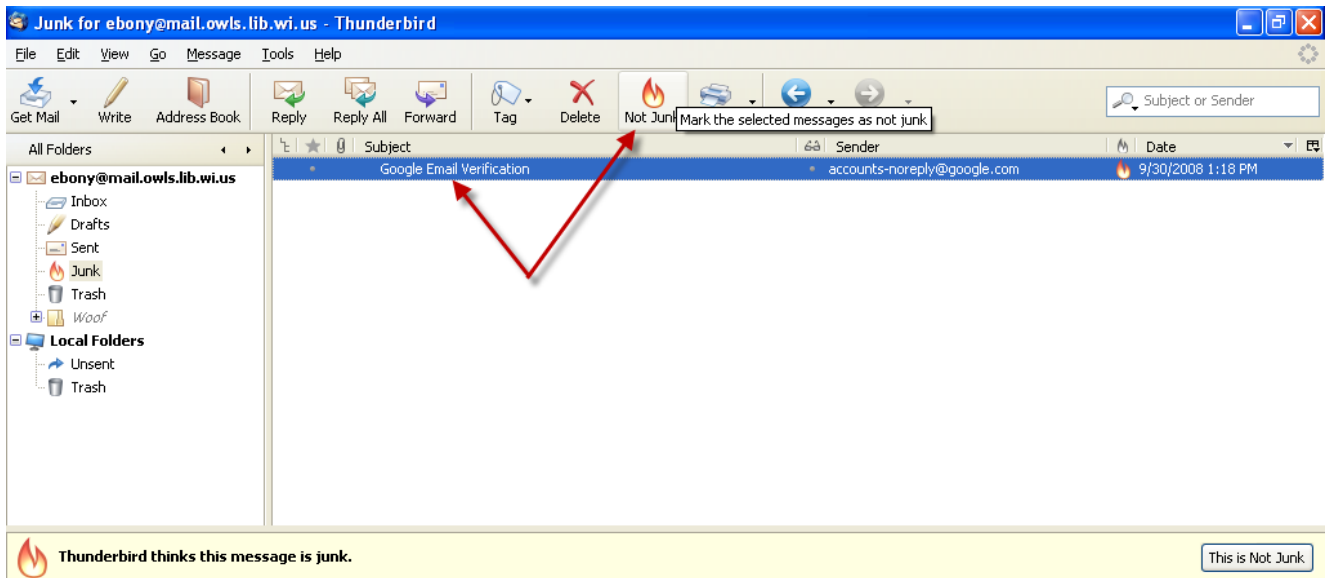 Junk for ebony@mail.owls.lib.wi.us - Thunderbird
File Edit View Go Message Tools Help
Get Mail Write Address Book Reply Reply All Forward Tag Delete Not Junk
Subject or Sender
Mark the selected messages as not junk
All Folders
Subject Sender Date
Google Email Verification accounts-noreply@google.com 9/30/2008 1:18 PM
ebony@mail.owls.lib.wi.us
Inbox
Drafts
Sent
Junk
Trash
Woof
Local Folders
Unsent
Trash
Thunderbird thinks this message is junk.
This is Not Junk